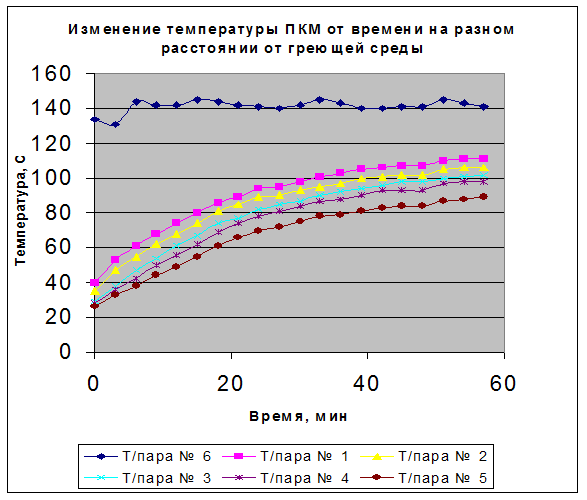 Изменение температуры ПКМ от времени на разном
расстоянии от греющей среды
160
140
120
100
80
60
40
20
0
Температура, С
0 20 40 60
Время, мин
Т/пара № 6 Т/пара № 1 Т/пара № 2
Т/пара № 3 Т/пара № 4 Т/пара № 5